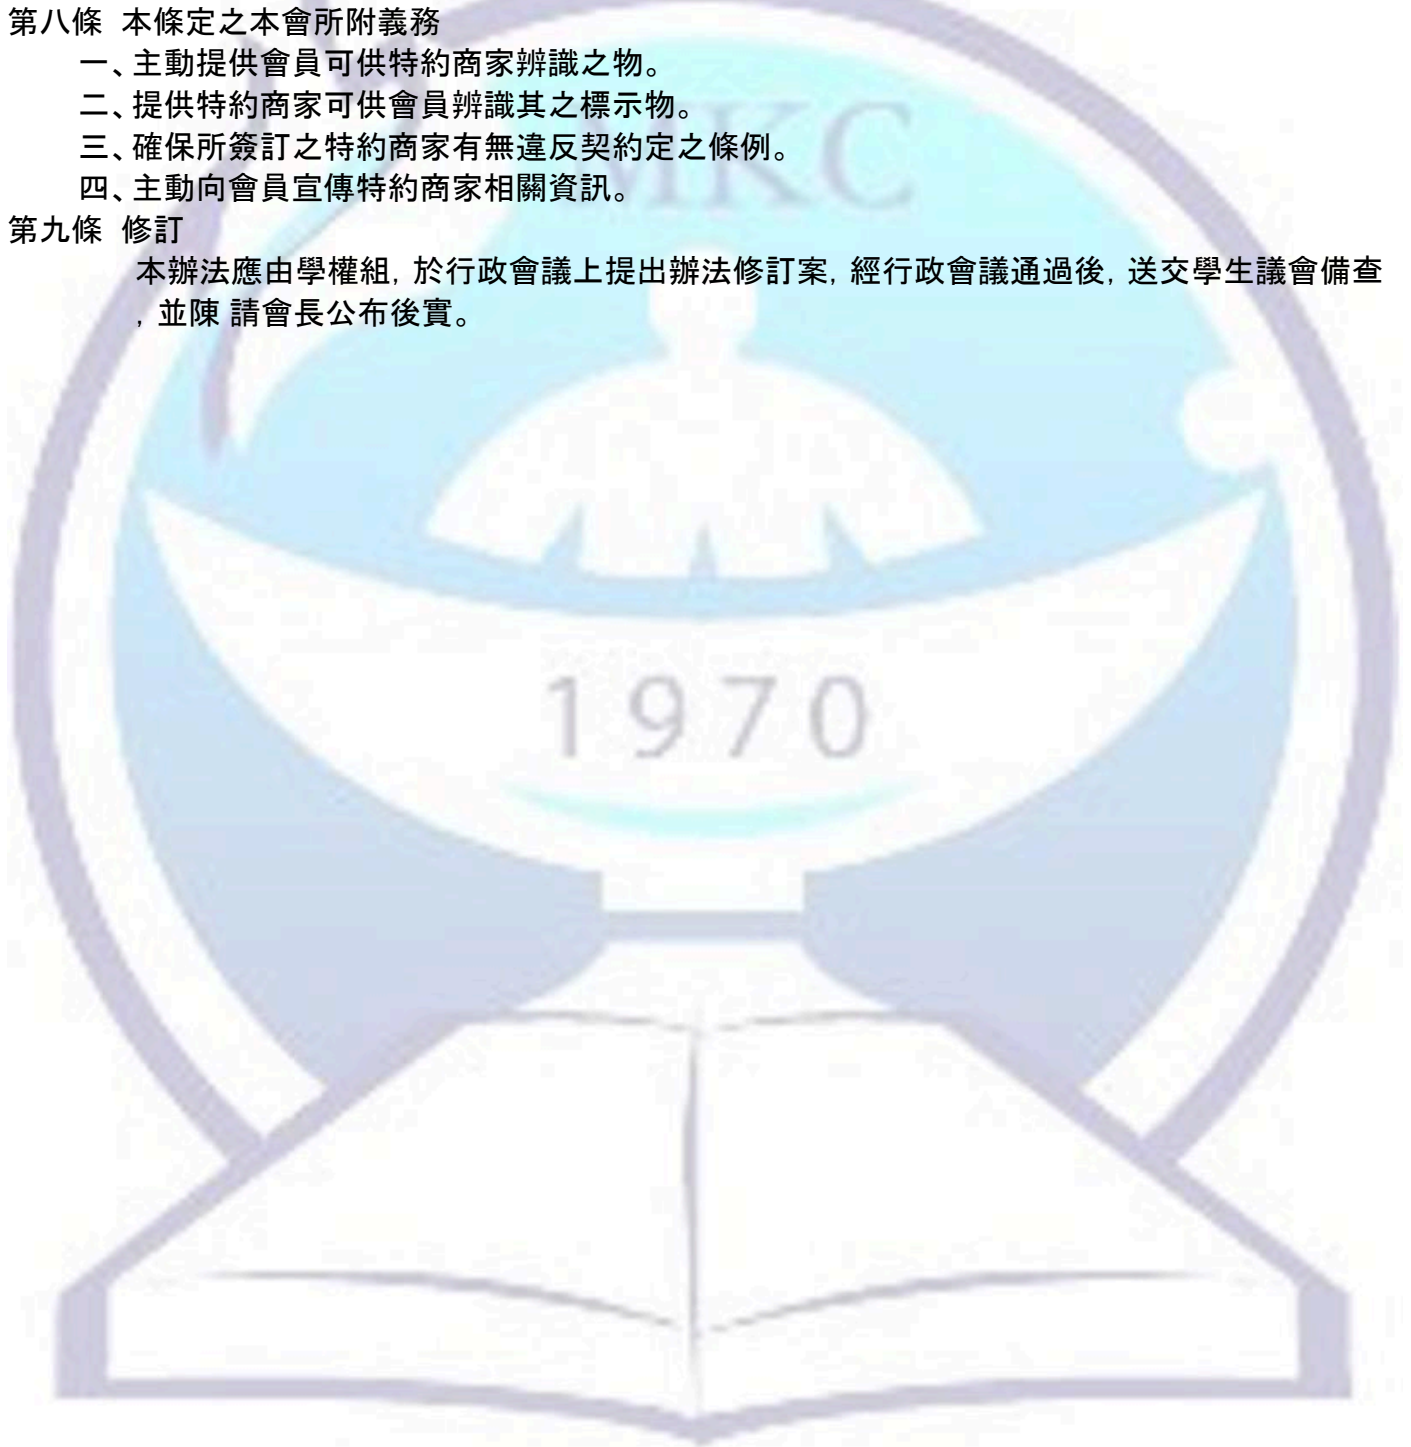 第八條 本條定之本會所附義務
一、主動提供會員可供特約商家辨識之物。
二、提供特約商家可供會員辨識其之標示物。
三、確保所簽訂之特約商家有無違反契約定之條例。
四、主動向會員宣傳特約商家相關資訊。
第九條 修訂
本辦法應由學權組, 於行政會議上提出辦法修訂案, 經行政會議通過後, 送交學生議會備查
, 並陳 請會長公布後實。
MKC
1970